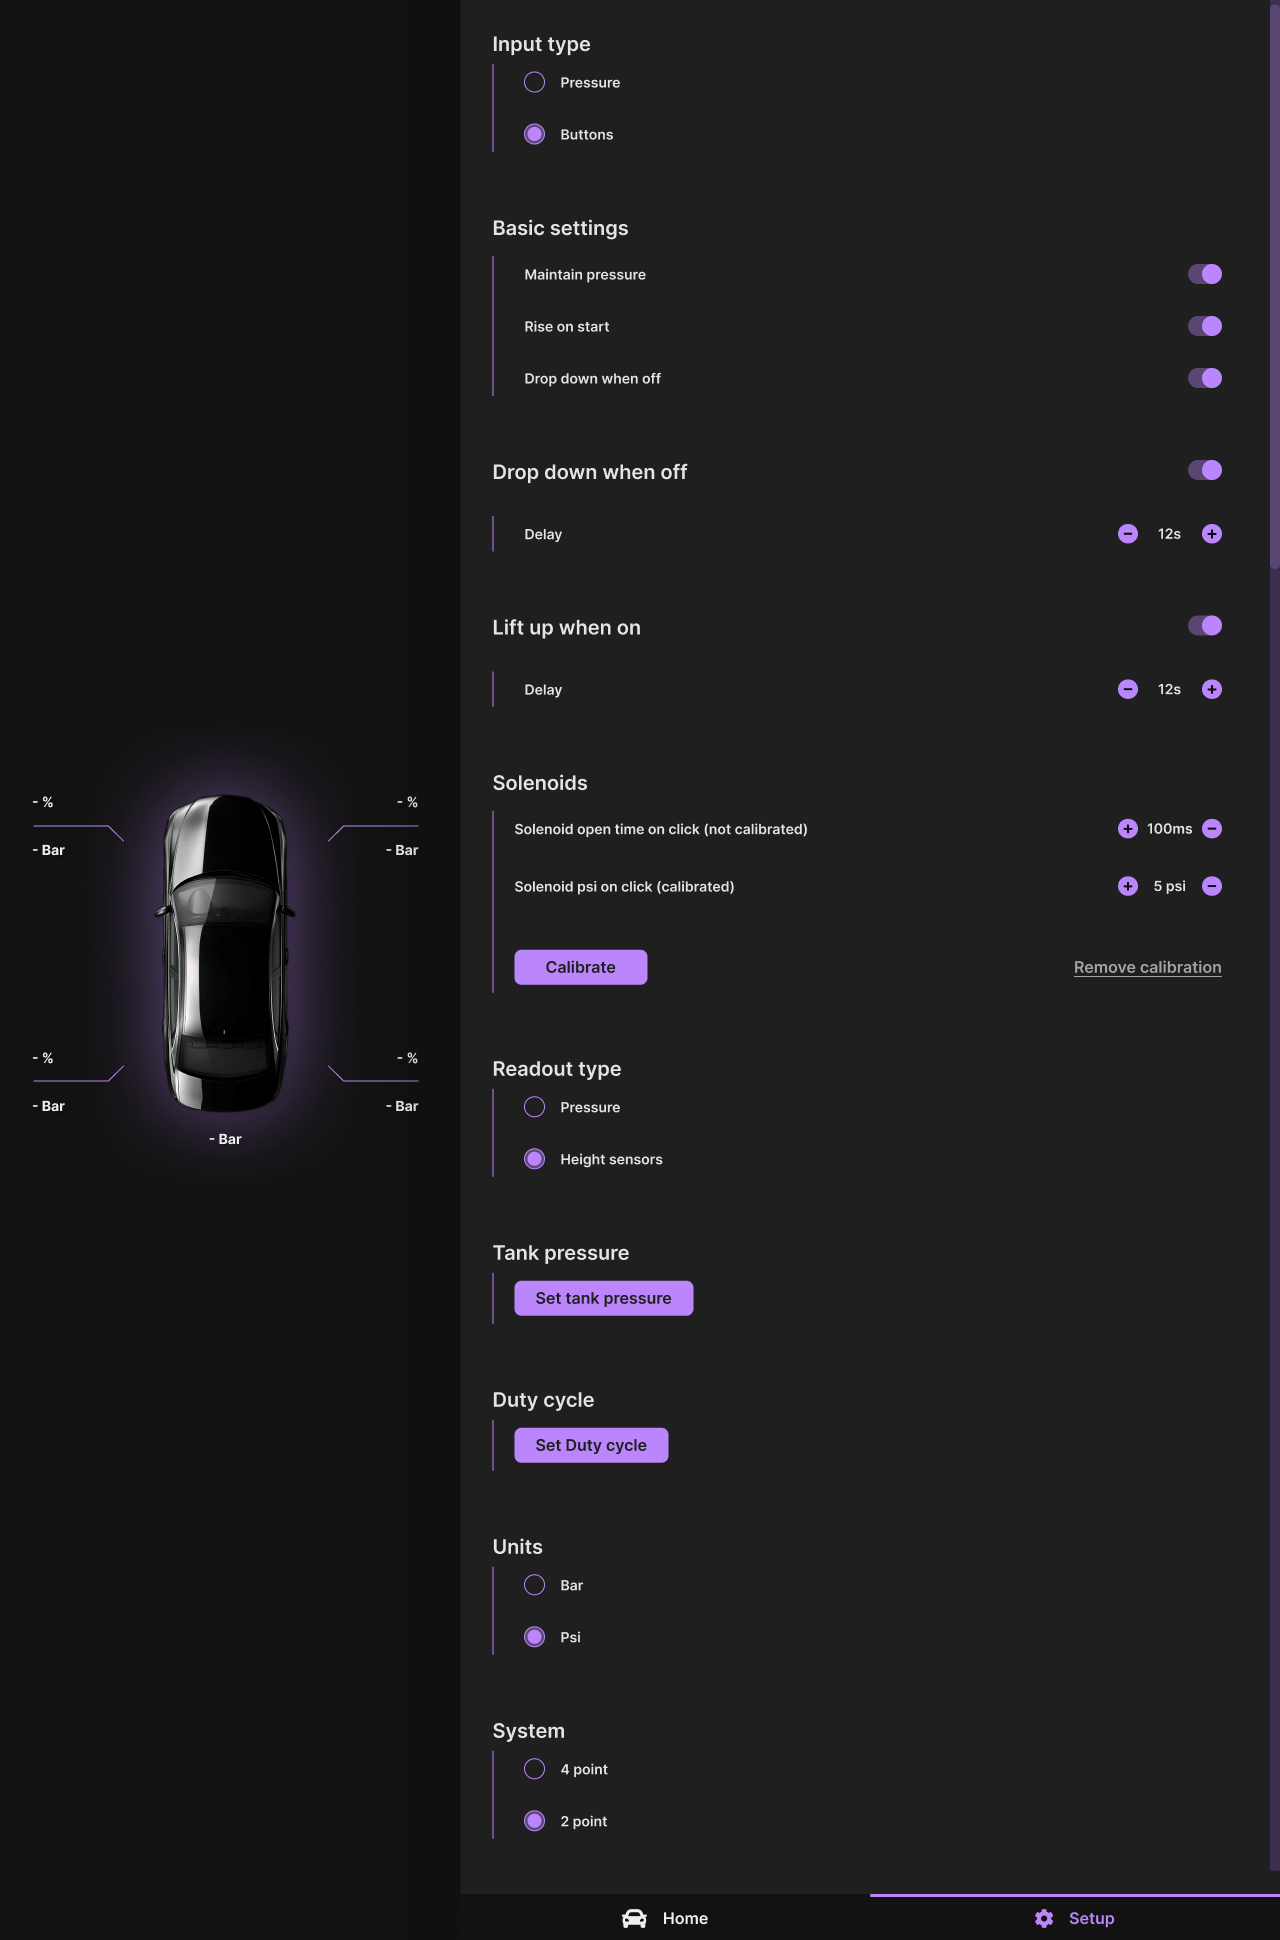 - %
- %
- Bar
- Bar
- %
- %
- Bar
- Bar
- Bar
Input type
Pressure
Buttons
Basic settings
Maintain pressure
Rise on start
Drop down when off
Drop down when off
Delay
12s
Lift up when on
Delay
12s
Solenoids
Solenoid open time on click (not calibrated)
100ms
Solenoid psi on click (calibrated)
5 psi
Calibrate
Remove calibration
Readout type
Pressure
Height sensors
Tank pressure
Set tank pressure
Duty cycle
Set Duty cycle
Units
Bar
Psi
System
4 point
2 point
Home
Setup